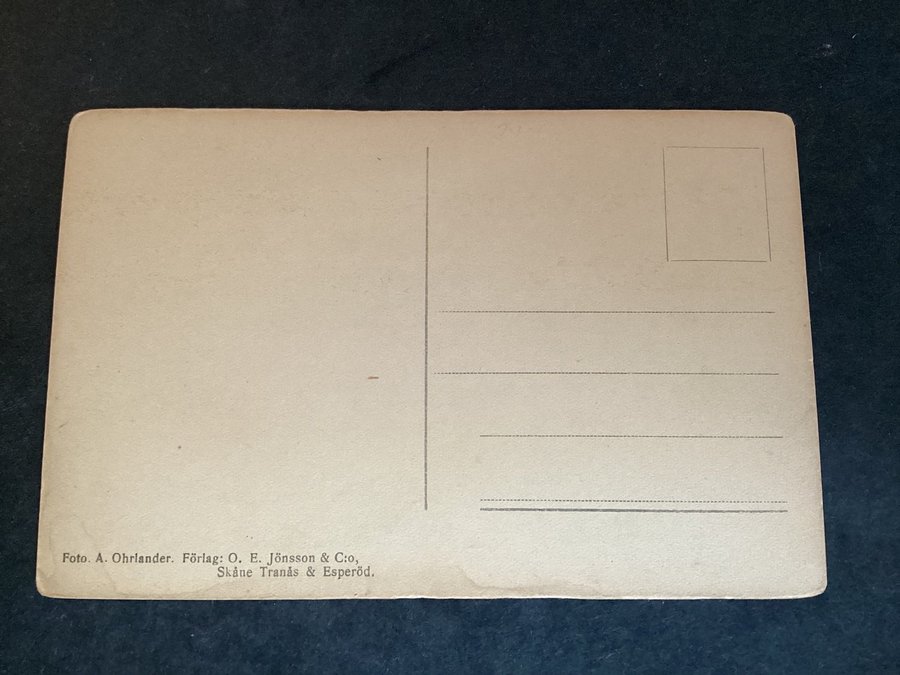 Foto. A. Ohrlander. Förlag: O. E. Jönsson & C:o,
Skåne Tranås & Esperöd.